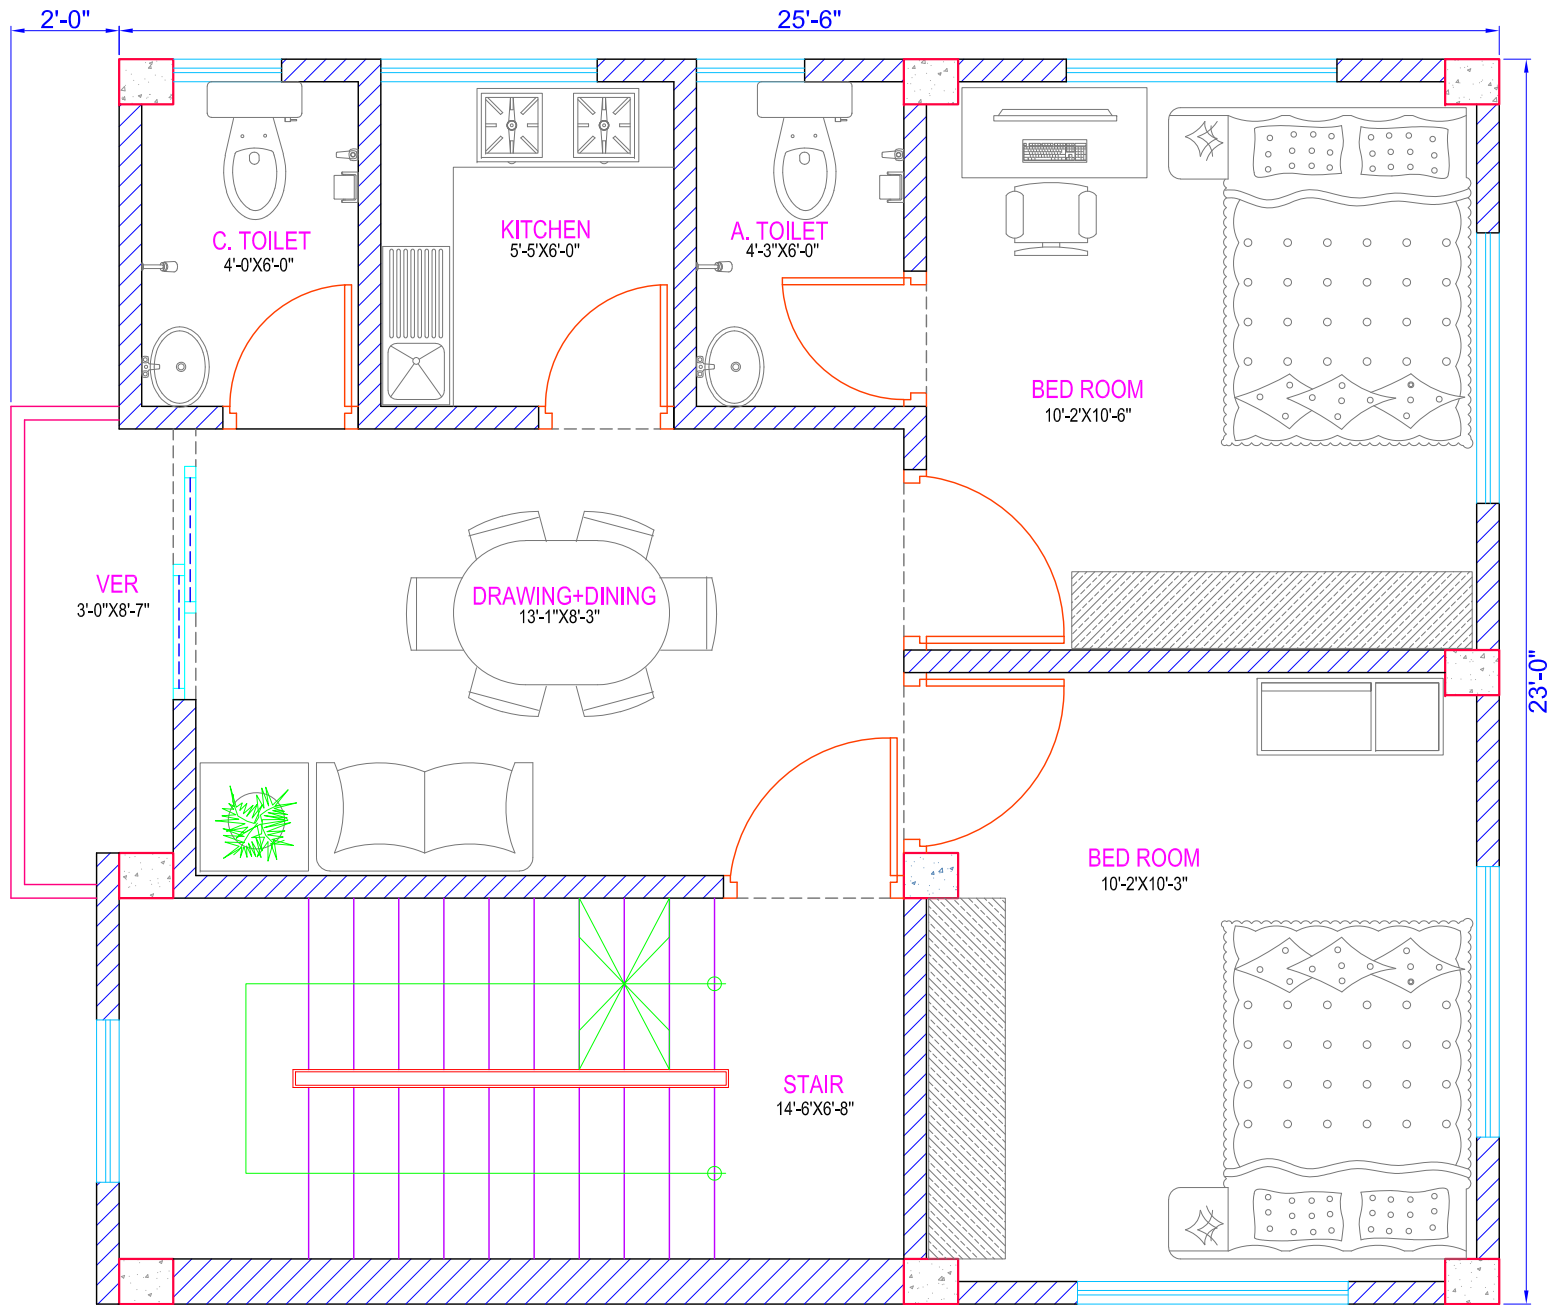 2'-0"
25'-6"
C. TOILET
4'-0'X6'-0"
KITCHEN
5'-5'X6'-0"
A. TOILET
4'-3"X6'-0"
BED ROOM
10'-2'X10'-6"
VER
3'-0"X8'-7"
DRAWING+DINING
13'-1"X8'-3"
23'-0"
BED ROOM
10'-2'X10'-3"
STAIR
14'-6'X6'-8"